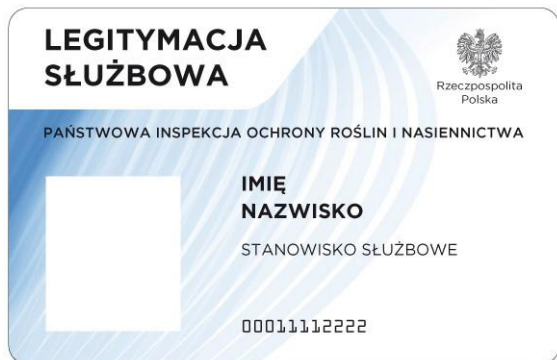 LEGITYMACJA
SŁUŻBOWA
Rzeczpospolita
Polska
PAŃSTWOWA INSPEKCJA OCHRONY ROŚLIN I NASIENNICTWA
IMIĘ
NAZWISKO
STANOWISKO SŁUŻBOWE
00011112222